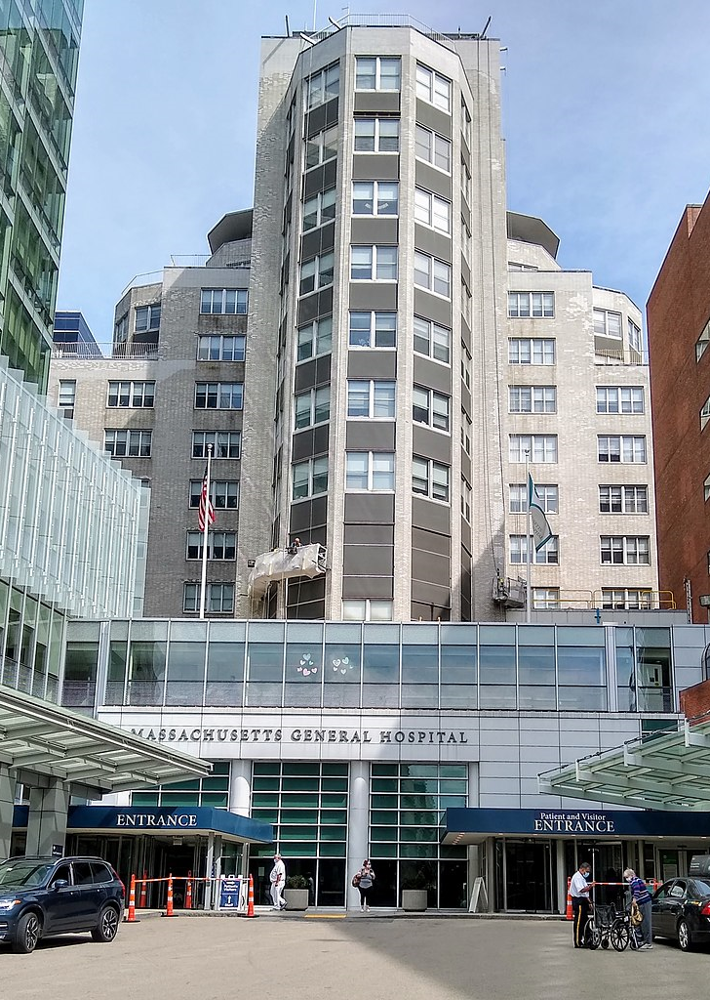 MASSACHUSETTS GENERAL HOSPITAL
ENTRANCE
Patient and Visitor
ENTRANCE